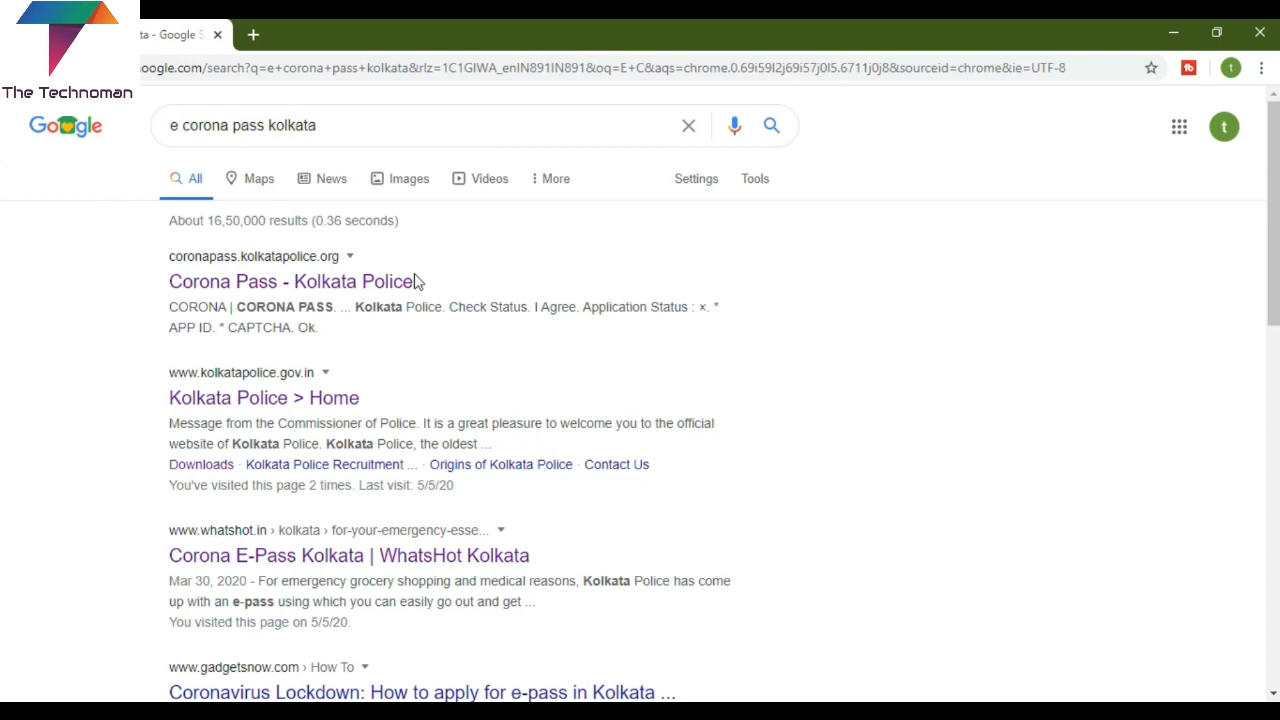 ta - Google S
The Technoman
oogle.com/search?q=e+corona+pass+kolkata&rlz=1C1GIWA_enIN891IN891&oq=E+C&aqs=chrome.0.69i59l2j69i57j0l5.6711j0j8&sourceid=chrome&ie=UTF-8
t
Google
e corona pass kolkata
t
All Maps News Images Videos More Settings Tools
About 16,50,000 results (0.36 seconds)
coronapass.kolkatapolice.org
Corona Pass - Kolkata Police
CORONA | CORONA PASS. ... Kolkata Police. Check Status. I Agree. Application Status : ×. *
APP ID. * CAPTCHA. Ok.
www.kolkatapolice.gov.in
Kolkata Police > Home
Message from the Commissioner of Police. It is a great pleasure to welcome you to the official
website of Kolkata Police. Kolkata Police, the oldest ...
Downloads · Kolkata Police Recruitment ... · Origins of Kolkata Police · Contact Us
You've visited this page 2 times. Last visit: 5/5/20
www.whatshot.in › kolkata › for-your-emergency-esse...
Corona E-Pass Kolkata | WhatsHot Kolkata
Mar 30, 2020 - For emergency grocery shopping and medical reasons, Kolkata Police has come
up with an e-pass using which you can easily go out and get ...
You visited this page on 5/5/20.
www.gadgetsnow.com › How To
Coronavirus Lockdown: How to apply for e-pass in Kolkata ...